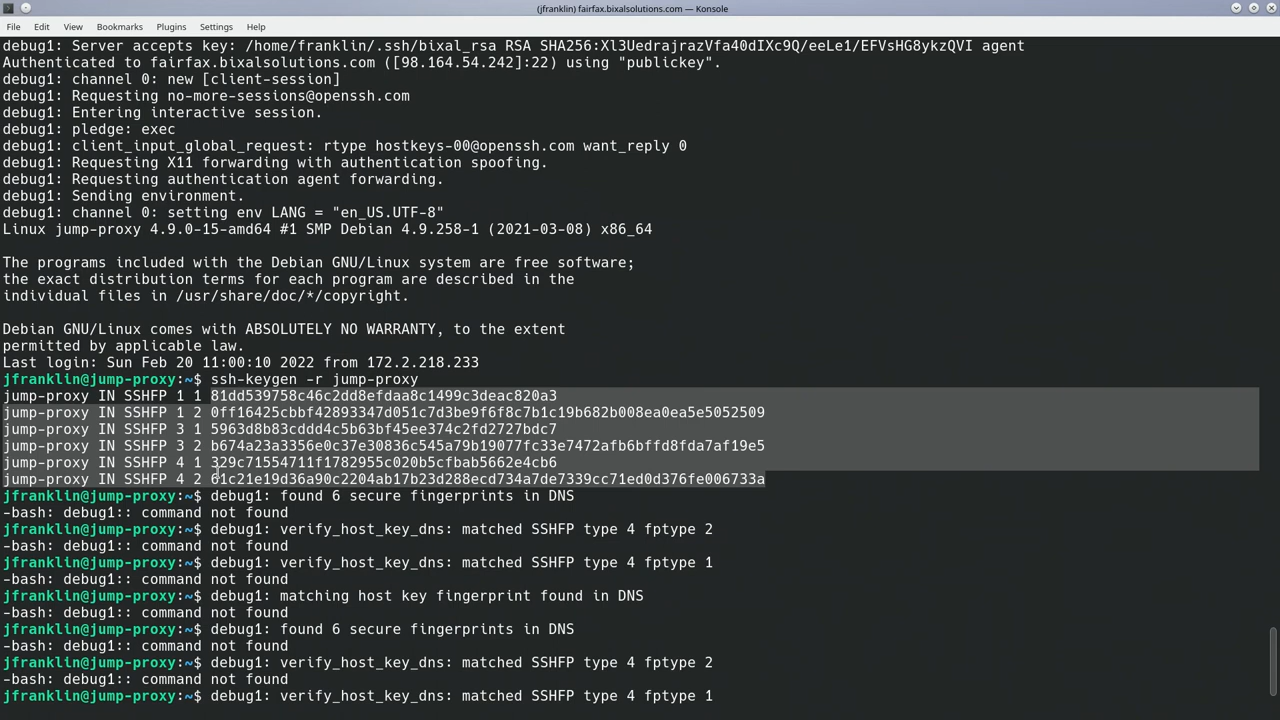 (jfranklin) fairfax.bixalsolutions.com — Konsole
File Edit View Bookmarks Plugins Settings Help
debug1: Server accepts key: /home/franklin/.ssh/bixal_rsa RSA SHA256:Xl3UedrajrazVfa40dIXc9Q/eeLe1/EFVsHG8ykzQVI agent
Authenticated to fairfax.bixalsolutions.com ([98.164.54.242]:22) using "publickey".
debug1: channel 0: new [client-session]
debug1: Requesting no-more-sessions@openssh.com
debug1: Entering interactive session.
debug1: pledge: exec
debug1: client_input_global_request: rtype hostkeys-00@openssh.com want_reply 0
debug1: Requesting X11 forwarding with authentication spoofing.
debug1: Requesting authentication agent forwarding.
debug1: Sending environment.
debug1: channel 0: setting env LANG = "en_US.UTF-8"
Linux jump-proxy 4.9.0-15-amd64 #1 SMP Debian 4.9.258-1 (2021-03-08) x86_64
The programs included with the Debian GNU/Linux system are free software;
the exact distribution terms for each program are described in the
individual files in /usr/share/doc/*/copyright.
Debian GNU/Linux comes with ABSOLUTELY NO WARRANTY, to the extent
permitted by applicable law.
Last login: Sun Feb 20 11:00:10 2022 from 172.2.218.233
jfranklin@jump-proxy:~$ ssh-keygen -r jump-proxy
jump-proxy IN SSHFP 1 1 81dd539758c46c2dd8efdaa8c1499c3deac820a3
jump-proxy IN SSHFP 1 2 0ff16425cbbf42893347d051c7d3be9f6f8c7b1c19b682b008ea0ea5e5052509
jump-proxy IN SSHFP 3 1 5963d8b83cddd4c5b63bf45ee374c2fd2727bdc7
jump-proxy IN SSHFP 3 2 b674a23a3356e0c37e30836c545a79b19077fc33e7472afb6bffd8fda7af19e5
jump-proxy IN SSHFP 4 1 329c71554711f1782955c020b5cfbab5662e4cb6
jump-proxy IN SSHFP 4 2 61c21e19d36a90c2204ab17b23d288ecd734a7de7339cc71ed0d376fe006733a
jfranklin@jump-proxy:~$ debug1: found 6 secure fingerprints in DNS
-bash: debug1:: command not found
jfranklin@jump-proxy:~$ debug1: verify_host_key_dns: matched SSHFP type 4 fptype 2
-bash: debug1:: command not found
jfranklin@jump-proxy:~$ debug1: verify_host_key_dns: matched SSHFP type 4 fptype 1
-bash: debug1:: command not found
jfranklin@jump-proxy:~$ debug1: matching host key fingerprint found in DNS
-bash: debug1:: command not found
jfranklin@jump-proxy:~$ debug1: found 6 secure fingerprints in DNS
-bash: debug1:: command not found
jfranklin@jump-proxy:~$ debug1: verify_host_key_dns: matched SSHFP type 4 fptype 2
-bash: debug1:: command not found
jfranklin@jump-proxy:~$ debug1: verify_host_key_dns: matched SSHFP type 4 fptype 1